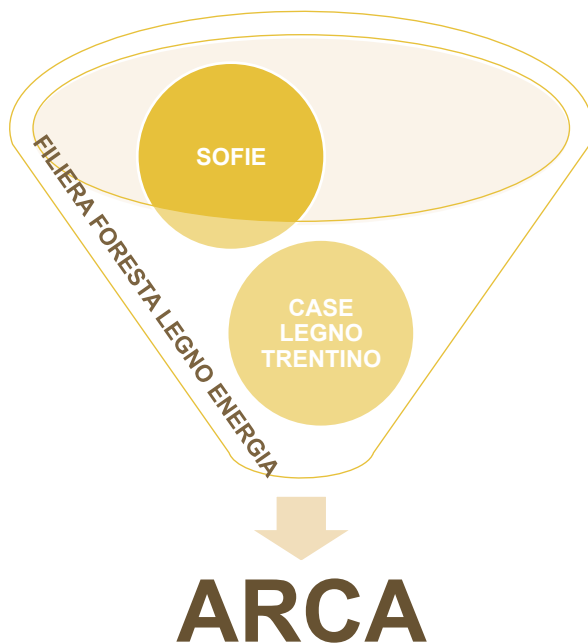 SOFIE
FILIERA FORESTA LEGNO ENERGIA
CASE
LEGNO
TRENTINO
ARCA